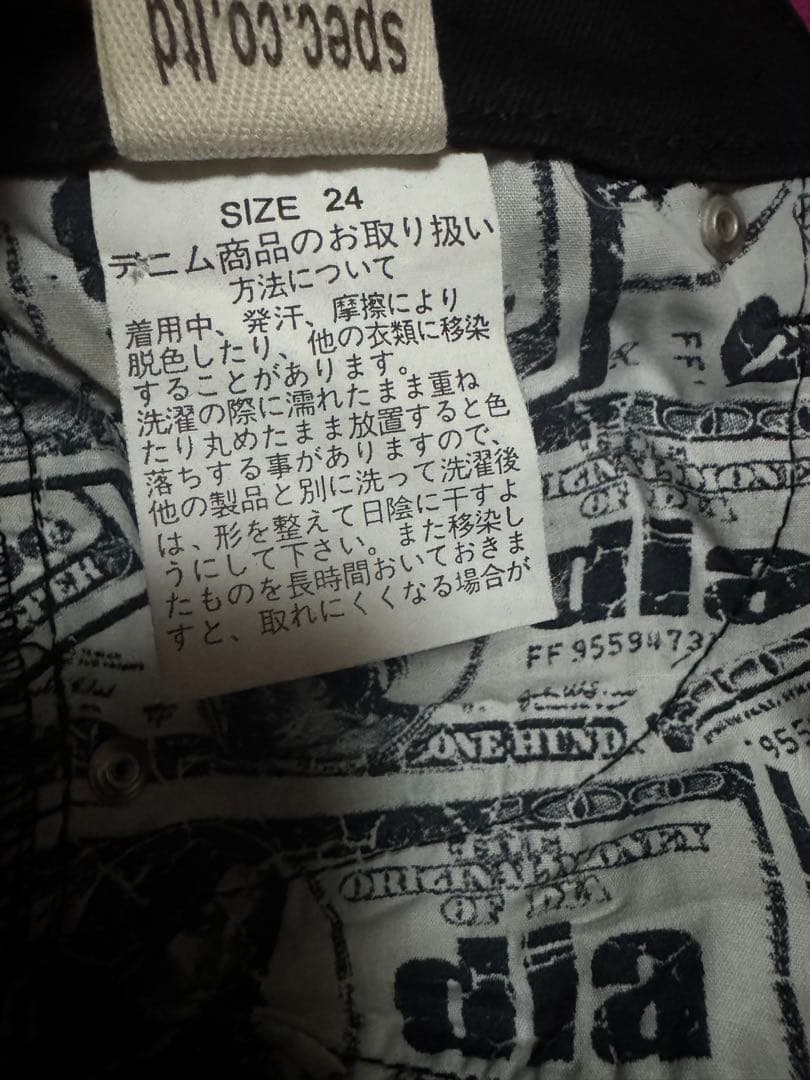 spec.co.ltd
SIZE 24
デニム商品のお取り扱い
方法について
着用中、発汗、摩擦により
脱色したり、他の衣類に移染
することがあります。
洗濯の際に濡れたまま重ね
たり丸めたまま放置すると色
落ちする事がありますので、
他の製品と別に洗って洗濯後
は、形を整えて日陰に干すよ
うにして下さい。また移染し
たものを長時間おいておきま
すと、取れにくくなる場合が
FF
OF DIA
dia
FF 9559473
ONE HUND
955
ORIGINAL MONEY
OF DIA
dia